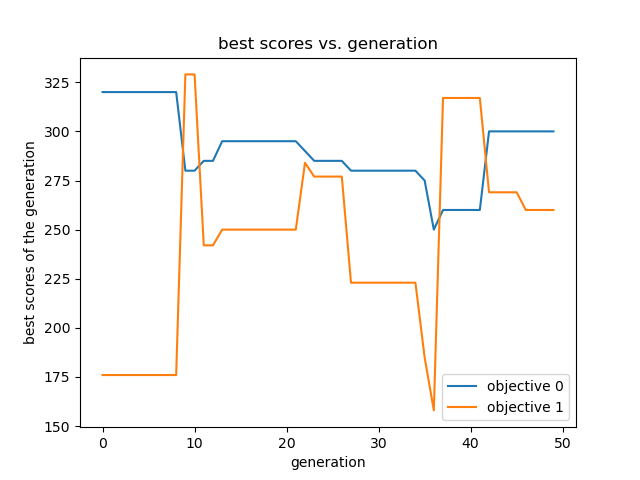 best scores vs. generation
best scores of the generation
325
300
275
250
225
200
175
150
0 10 20 30 40 50
generation
objective 0
objective 1